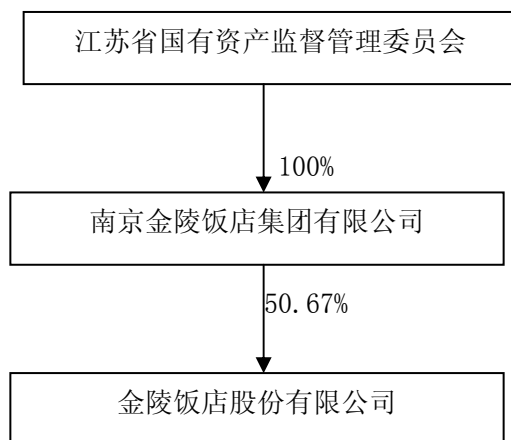 江苏省国有资产监督管理委员会
100%
南京金陵饭店集团有限公司
50.67%
金陵饭店股份有限公司